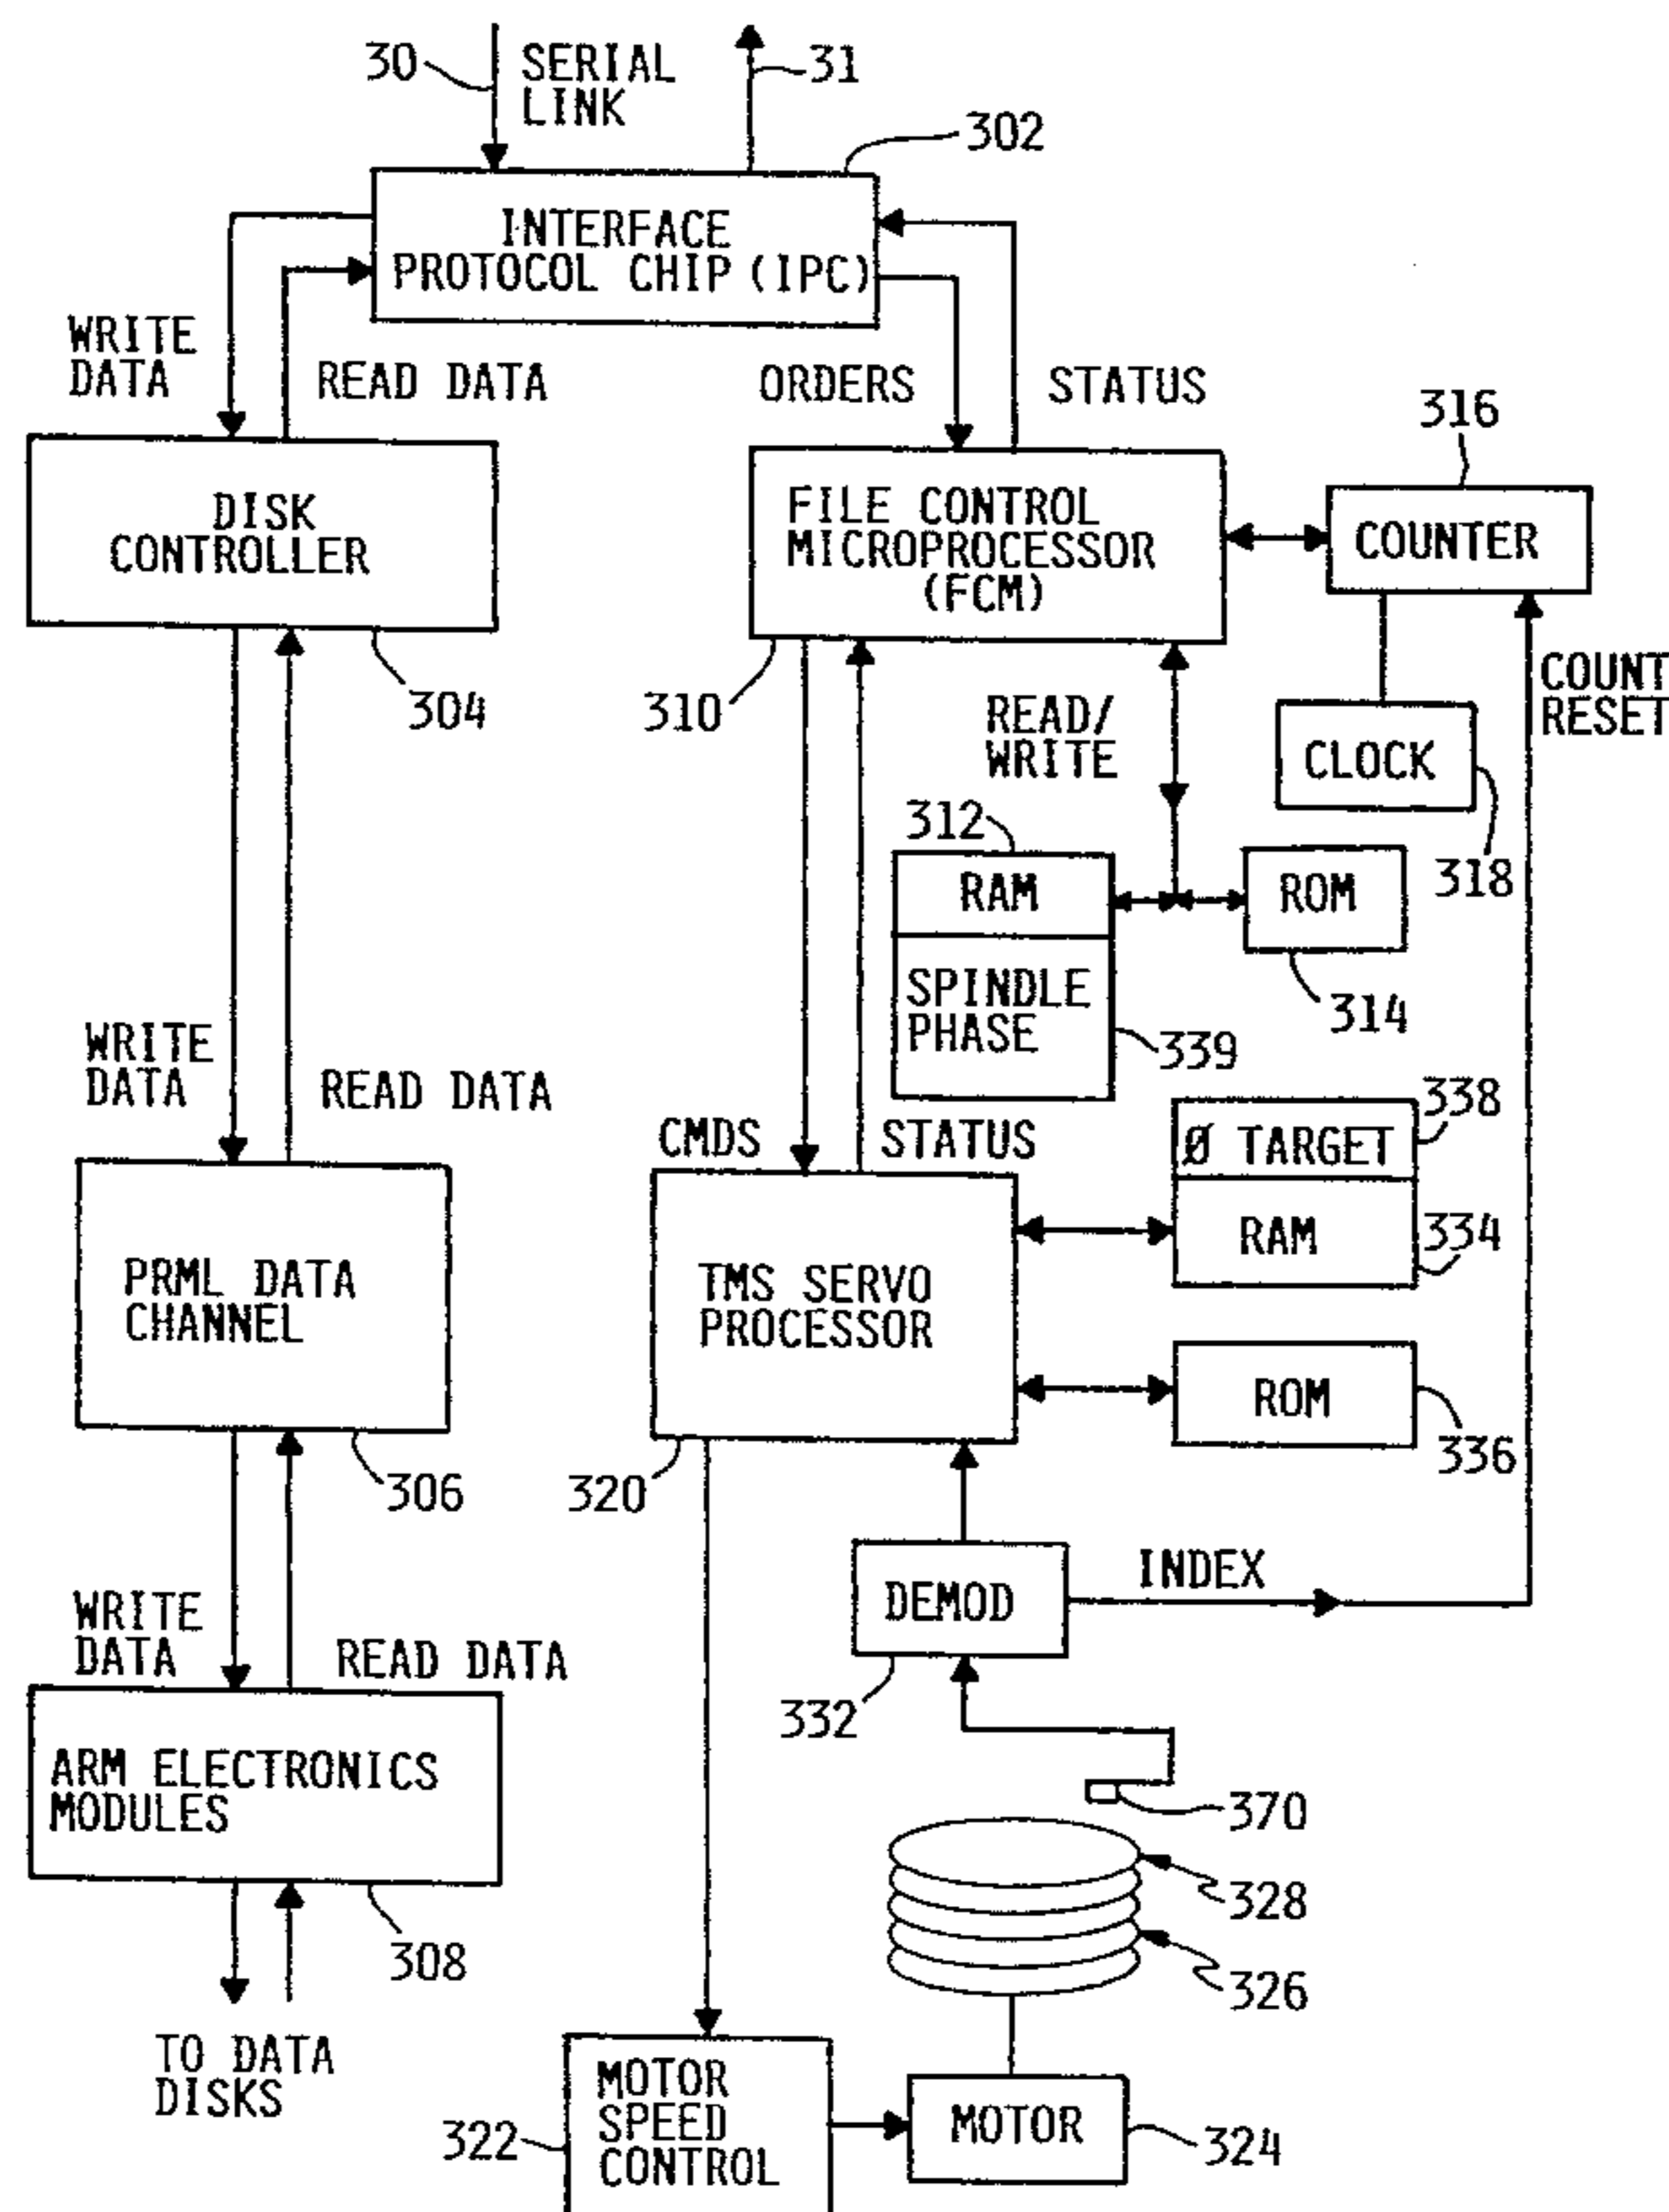 30
SERIAL
LINK
31
302
INTERFACE
PROTOCOL CHIP (IPC)
WRITE
DATA
READ DATA
ORDERS
STATUS
316
DISK
CONTROLLER
FILE CONTROL
MICROPROCESSOR
(FCM)
COUNTER
304
310
READ/
WRITE
COUNT
RESET
CLOCK
312
RAM
ROM
318
SPINDLE
PHASE
314
339
WRITE
DATA
READ DATA
CMDS
STATUS
338
Ø TARGET
RAM
334
PRML DATA
CHANNEL
TMS SERVO
PROCESSOR
ROM
336
306
320
INDEX
DEMOD
WRITE
DATA
READ DATA
332
ARM ELECTRONICS
MODULES
370
328
308
326
TO DATA
DISKS
MOTOR
SPEED
CONTROL
322
MOTOR
324